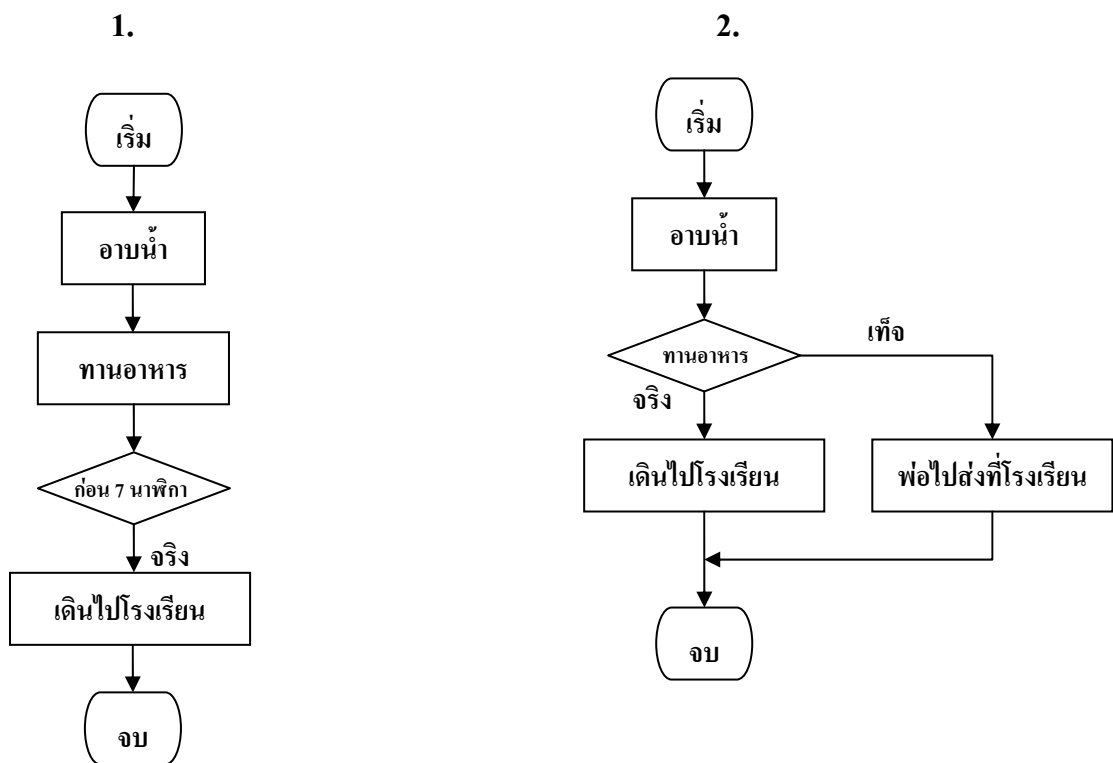 1.
เริ่ม
อาบน้ำ
ทานอาหาร
ก่อน 7 นาฬิกา
จริง
เดินไปโรงเรียน
จบ
2.
เริ่ม
อาบน้ำ
ทานอาหาร
เท็จ
จริง
เดินไปโรงเรียน
พ่อไปส่งที่โรงเรียน
จบ